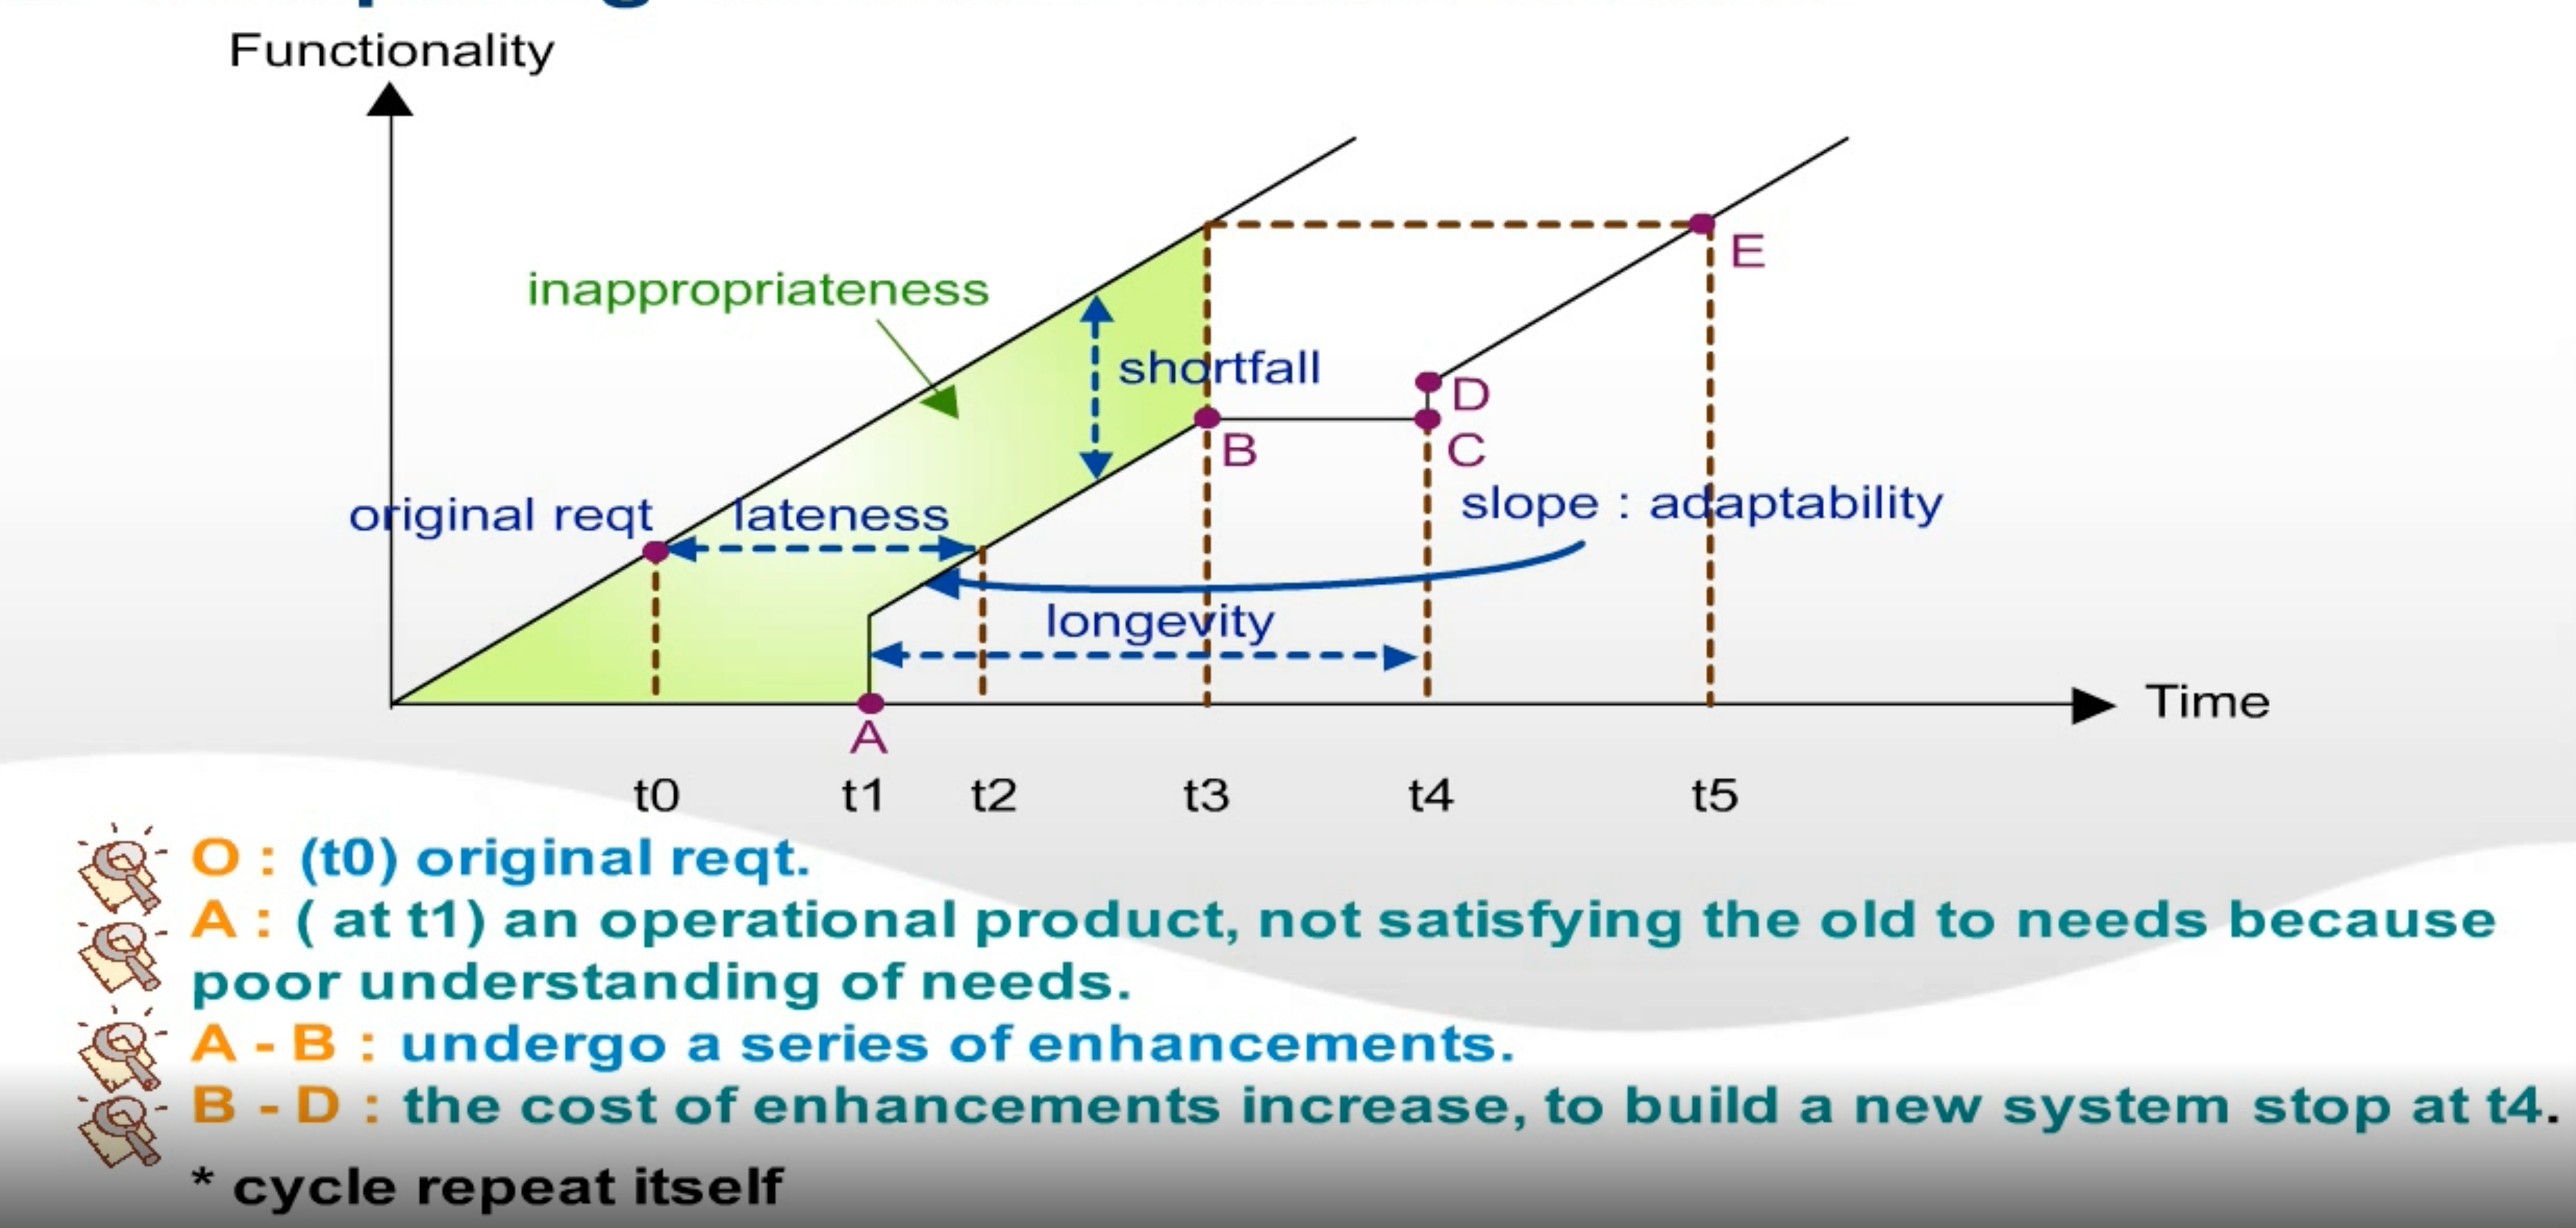 Functionality
inappropriateness
E
shortfall
D
B
C
original reqt
lateness
slope : adaptability
longevity
Time
A
t0 t1 t2 t3 t4 t5
O : (t0) original reqt.
A : ( at t1) an operational product, not satisfying the old to needs because
poor understanding of needs.
A - B : undergo a series of enhancements.
B - D : the cost of enhancements increase, to build a new system stop at t4.
* cycle repeat itself